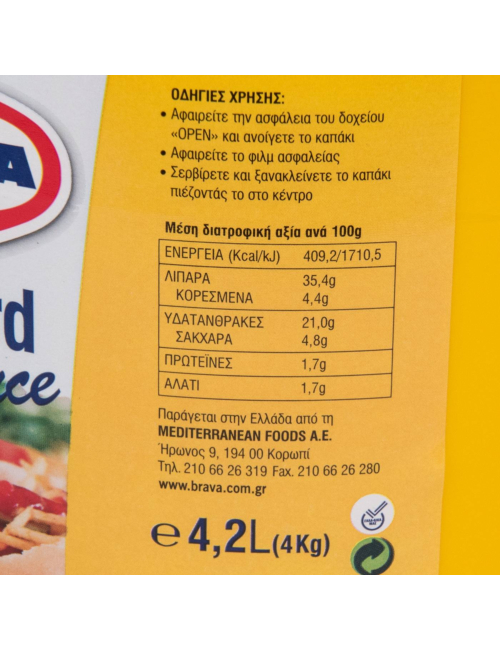 A
rd
ce
ΟΔΗΓΙΕΣ ΧΡΗΣΗΣ:
• Αφαιρείτε την ασφάλεια του δοχείου
«OPEN» και ανοίγετε το καπάκι
• Αφαιρείτε το φιλμ ασφαλείας
• Σερβίρετε και ξανακλείνετε το καπάκι
πιέζοντάς το στο κέντρο
Μέση διατροφική αξία ανά 100g
ΕΝΕΡΓΕΙΑ (Kcal/kJ) 409,2/1710,5
ΛΙΠΑΡΑ 35,4g
ΚΟΡΕΣΜΕΝΑ 4,4g
ΥΔΑΤΑΝΘΡΑΚΕΣ 21,0g
ΣΑΚΧΑΡΑ 4,8g
ΠΡΩΤΕΪΝΕΣ 1,7g
ΑΛΑΤΙ 1,7g
Παράγεται στην Ελλάδα από τη
MEDITERRANEAN FOODS A.E.
Ήρωνος 9, 194 00 Κορωπί
Τηλ. 210 66 26 319 Fax. 210 66 26 280
www.brava.com.gr
e 4,2L (4Kg)